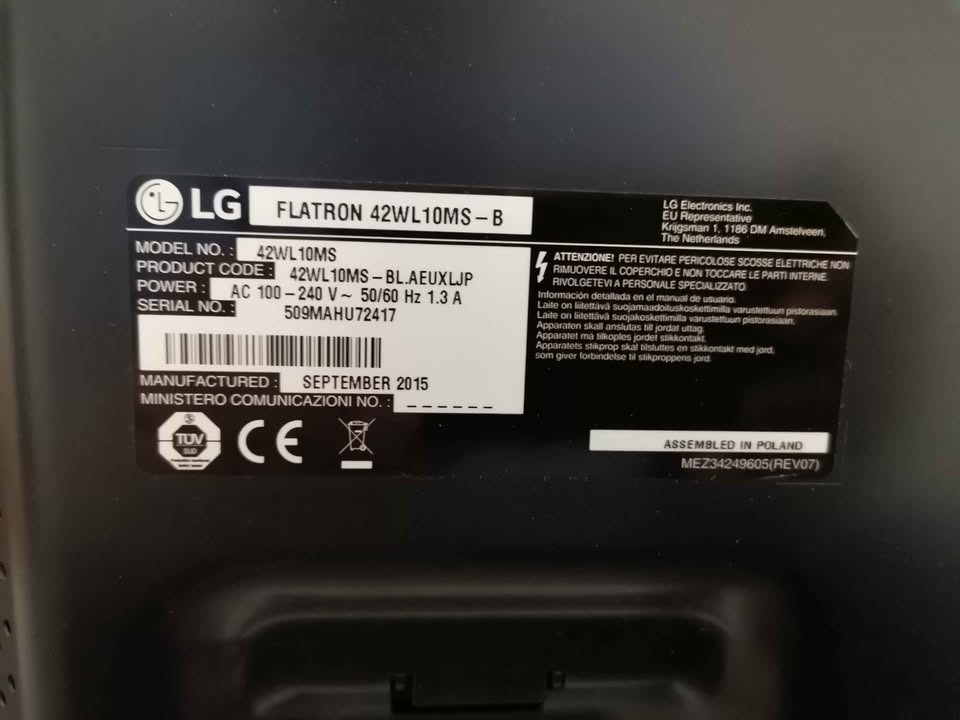 LG FLATRON 42WL10MS-B
LG Electronics Inc.
EU Representative
Krijgsman 1, 1186 DM Amstelveen,
The Netherlands
MODEL NO. : 42WL10MS
PRODUCT CODE : 42WL10MS-BL.AEUXLJP
POWER : AC 100-240 V~ 50/60 Hz 1.3 A
SERIAL NO. : 509MAHU72417
MANUFACTURED : SEPTEMBER 2015
MINISTERO COMUNICAZIONI NO. : _ _ _ _ _ _
TÜV
SÜD
CE
ATTENZIONE! PER EVITARE PERICOLOSE SCOSSE ELETTRICHE NON
RIMUOVERE IL COPERCHIO E NON TOCCARE LE PARTI INTERNE.
RIVOLGETEVI A PERSONALE SPECIALIZZATO.
Información detallada en el manual de usuario.
Laite on liitettävä suojamaadoituskoskettimilla varustettuun pistorasiaan.
Laite on liitettävä suojakoskettimilla varustettuun pistorasiaan.
Apparaten skall anslutas till jordat uttag.
Apparatet må tilkoples jordet stikkontakt.
Apparatets stikprop skal tilsluttes en stikkontakt med jord,
som giver forbindelse til stikproppens jord.
ASSEMBLED IN POLAND
MEZ34249605(REV07)